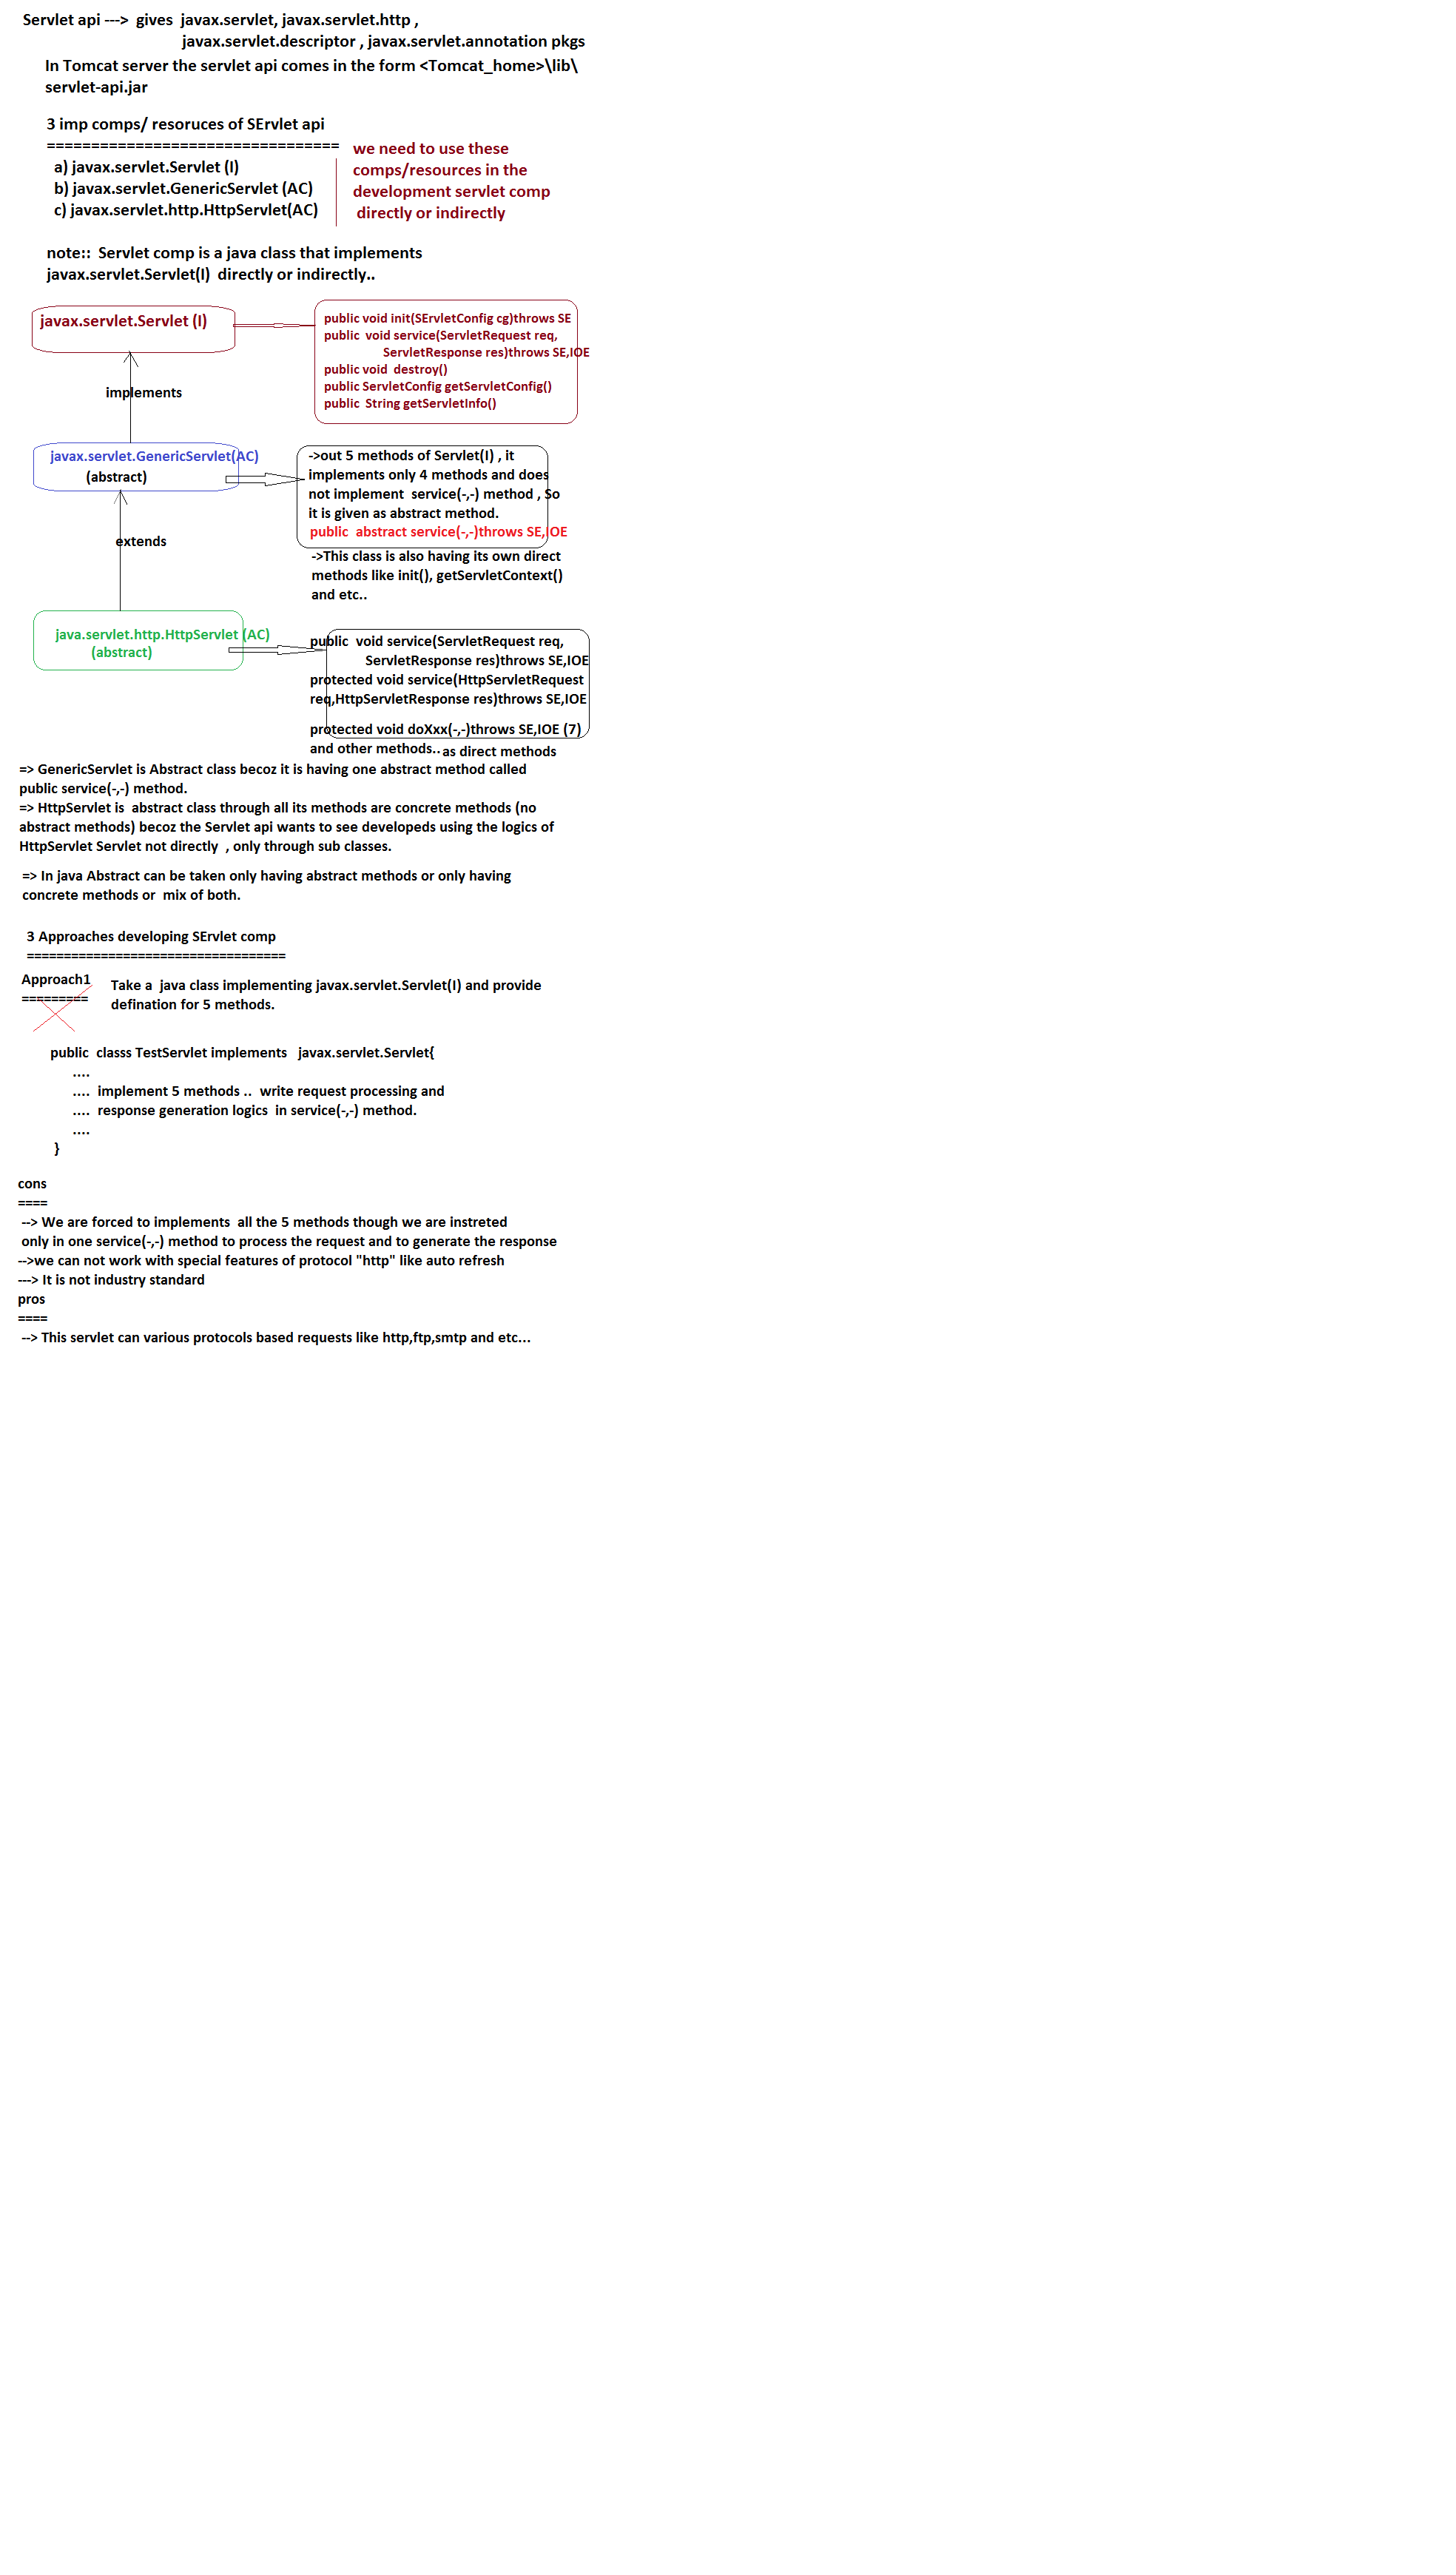 Servlet api ---> gives javax.servlet, javax.servlet.http ,
javax.servlet.descriptor , javax.servlet.annotation pkgs
In Tomcat server the servlet api comes in the form <Tomcat_home>\lib\
servlet-api.jar
3 imp comps/ resoruces of SErvlet api
=================================
a) javax.servlet.Servlet (I)
b) javax.servlet.GenericServlet (AC)
c) javax.servlet.http.HttpServlet(AC)
we need to use these
comps/resources in the
development servlet comp
directly or indirectly
note:: Servlet comp is a java class that implements
javax.servlet.Servlet(I) directly or indirectly..
javax.servlet.Servlet (I)
public void init(SErvletConfig cg)throws SE
public void service(ServletRequest req,
ServletResponse res)throws SE,IOE
public void destroy()
public ServletConfig getServletConfig()
public String getServletInfo()
implements
javax.servlet.GenericServlet(AC)
(abstract)
->out 5 methods of Servlet(I) , it
implements only 4 methods and does
not implement service(-,-) method , So
it is given as abstract method.
public abstract service(-,-)throws SE,IOE
->This class is also having its own direct
methods like init(), getServletContext()
and etc..
extends
java.servlet.http.HttpServlet (AC)
(abstract)
public void service(ServletRequest req,
ServletResponse res)throws SE,IOE
protected void service(HttpServletRequest
req,HttpServletResponse res)throws SE,IOE
protected void doXxx(-,-)throws SE,IOE (7)
and other methods.. as direct methods
=> GenericServlet is Abstract class becoz it is having one abstract method called
public service(-,-) method.
=> HttpServlet is abstract class through all its methods are concrete methods (no
abstract methods) becoz the Servlet api wants to see developeds using the logics of
HttpServlet Servlet not directly , only through sub classes.
=> In java Abstract can be taken only having abstract methods or only having
concrete methods or mix of both.
3 Approaches developing SErvlet comp
===================================
Approach1
=========
Take a java class implementing javax.servlet.Servlet(I) and provide
defination for 5 methods.
public classs TestServlet implements javax.servlet.Servlet{
....
.... implement 5 methods .. write request processing and
.... response generation logics in service(-,-) method.
....
}
cons
====
--> We are forced to implements all the 5 methods though we are instreted
only in one service(-,-) method to process the request and to generate the response
-->we can not work with special features of protocol "http" like auto refresh
---> It is not industry standard
pros
====
--> This servlet can various protocols based requests like http,ftp,smtp and etc...